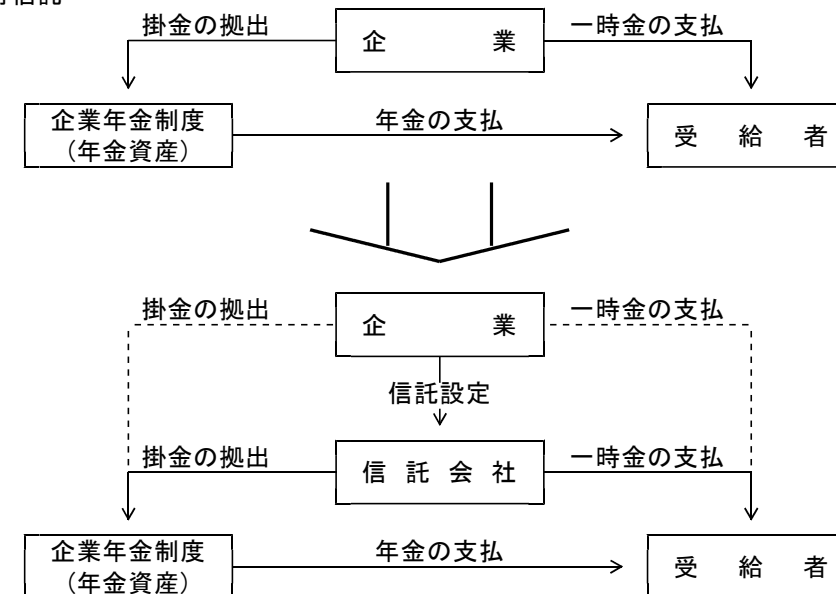 掛金の拠出
企業
一時金の支払
企業年金制度
(年金資産)
年金の支払
受給者
掛金の拠出
企業
一時金の支払
信託設定
掛金の拠出
信託会社
一時金の支払
企業年金制度
(年金資産)
年金の支払
受給者